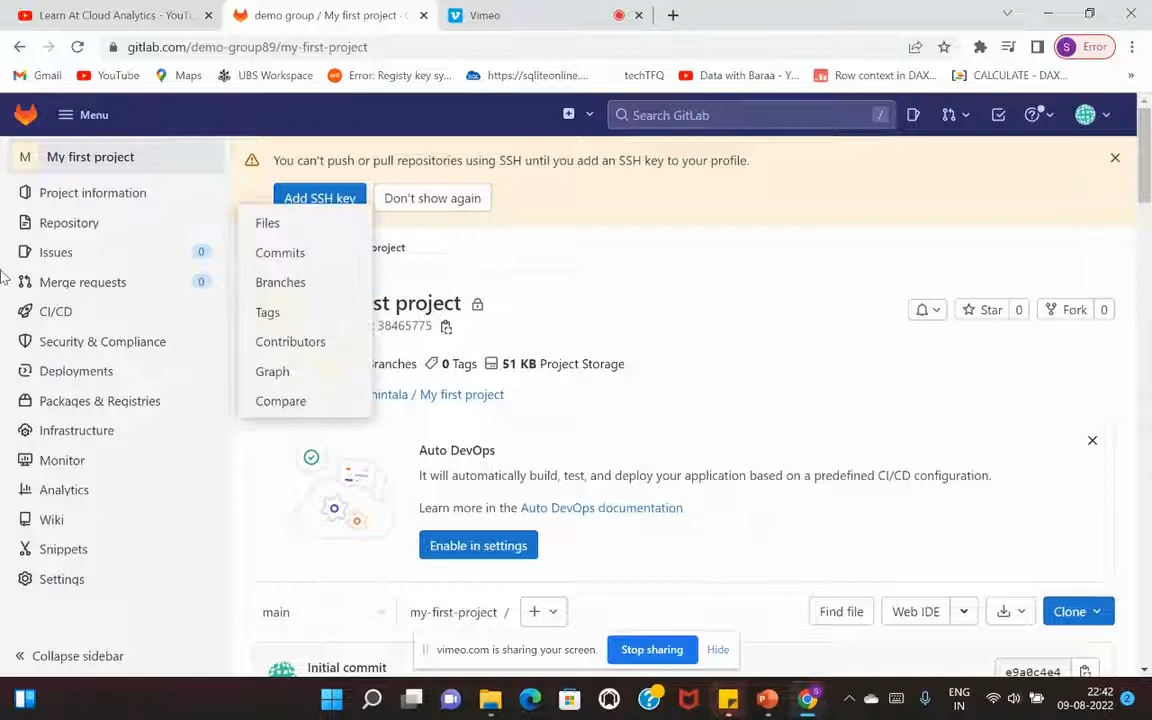 Learn At Cloud Analytics - YouTu
demo group / My first project ·
Vimeo
gitlab.com/demo-group89/my-first-project
S Error
Gmail
YouTube
Maps
UBS Workspace
Error: Registy key sy...
https://sqliteonline....
techTFQ
Data with Baraa - Y...
Row context in DAX...
CALCULATE - DAX...
»
Menu
Search GitLab /
M My first project
You can't push or pull repositories using SSH until you add an SSH key to your profile.
Add SSH key
Don't show again
Project information
Repository
Issues 0
Merge requests 0
CI/CD
Security & Compliance
Deployments
Packages & Registries
Infrastructure
Monitor
Analytics
Wiki
Snippets
Settings
Collapse sidebar
Files
Commits
Branches
Tags
Contributors
Graph
Compare
project
st project
: 38465775
Star 0
Fork 0
ranches
0 Tags
51 KB Project Storage
hintala / My first project
Auto DevOps
It will automatically build, test, and deploy your application based on a predefined CI/CD configuration.
Learn more in the Auto DevOps documentation
Enable in settings
main
my-first-project /
Find file
Web IDE
Clone
vimeo.com is sharing your screen.
Stop sharing
Hide
Initial commit
e9a0c4e4
ENG
IN
22:42
09-08-2022
2